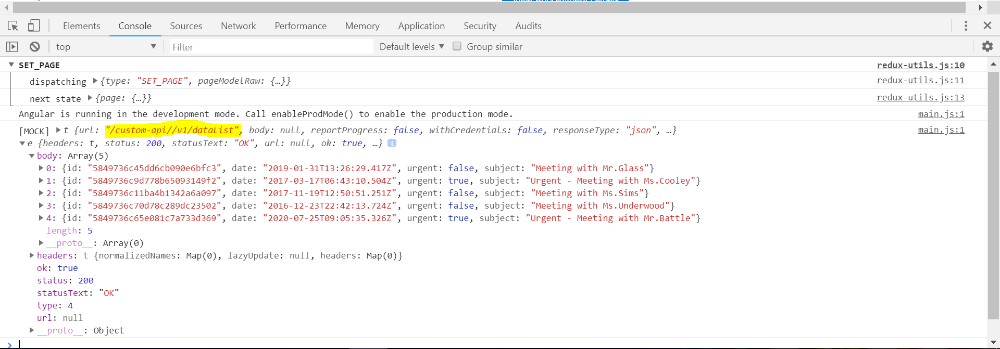 Elements Console Sources Network Performance Memory Application Security Audits
top Filter Default levels Group similar
SET_PAGE redux-utils.js:10
dispatching {type: "SET_PAGE", pageModelRaw: {…}} redux-utils.js:11
next state {page: {…}} redux-utils.js:13
Angular is running in the development mode. Call enableProdMode() to enable the production mode. main.js:1
[MOCK] t {url: "/custom-api//v1/dataList", body: null, reportProgress: false, withCredentials: false, responseType: "json", …} main.js:1
e {headers: t, status: 200, statusText: "OK", url: null, ok: true, …} i
body: Array(5)
0: {id: "5849736c45dd6cb090e6bfc3", date: "2019-01-31T13:26:29.417Z", urgent: false, subject: "Meeting with Mr.Glass"}
1: {id: "5849736c9d778b65093149f2", date: "2017-03-17T06:43:10.504Z", urgent: true, subject: "Urgent - Meeting with Ms.Cooley"}
2: {id: "5849736c11ba4b1342a6a097", date: "2017-11-19T12:50:51.251Z", urgent: false, subject: "Meeting with Ms.Sims"}
3: {id: "5849736c70d78c289dc23502", date: "2016-12-23T22:42:13.724Z", urgent: false, subject: "Meeting with Ms.Underwood"}
4: {id: "5849736c65e081c7a733d369", date: "2020-07-25T09:05:35.326Z", urgent: true, subject: "Urgent - Meeting with Mr.Battle"}
length: 5
__proto__: Array(0)
headers: t {normalizedNames: Map(0), lazyUpdate: null, headers: Map(0)}
ok: true
status: 200
statusText: "OK"
type: 4
url: null
__proto__: Object